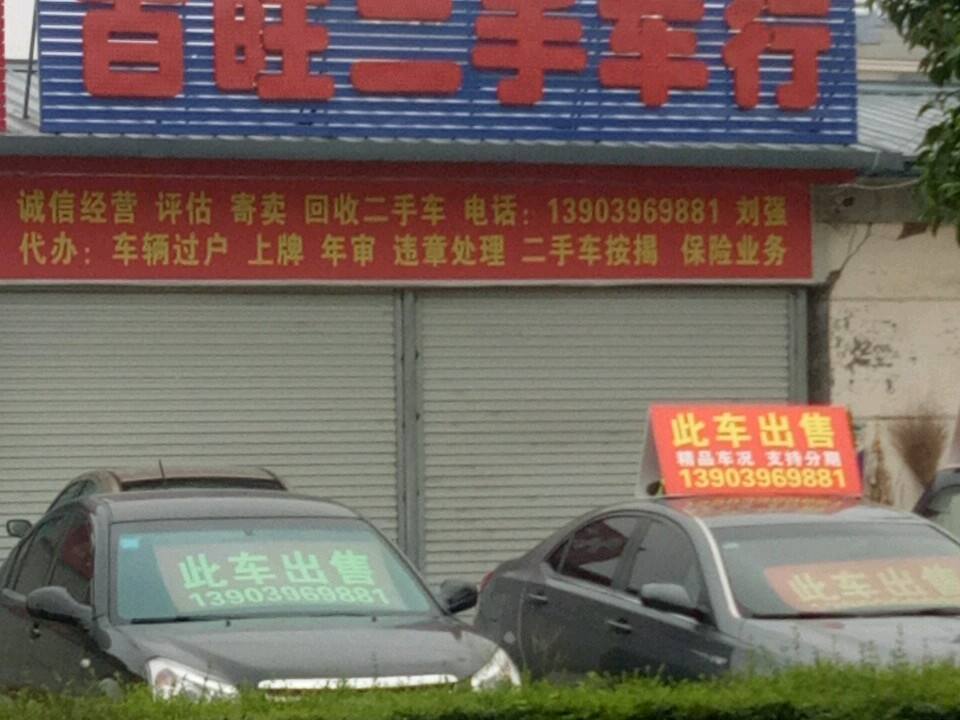 吉旺二手车行
诚信经营 评估 寄卖 回收二手车 电话：13903969881 刘强
代办：车辆过户 上牌 年审 违章处理 二手车按揭 保险业务
此车出售
精品车况 支持分期
13903969881
此车出售
13903969881
此车出售